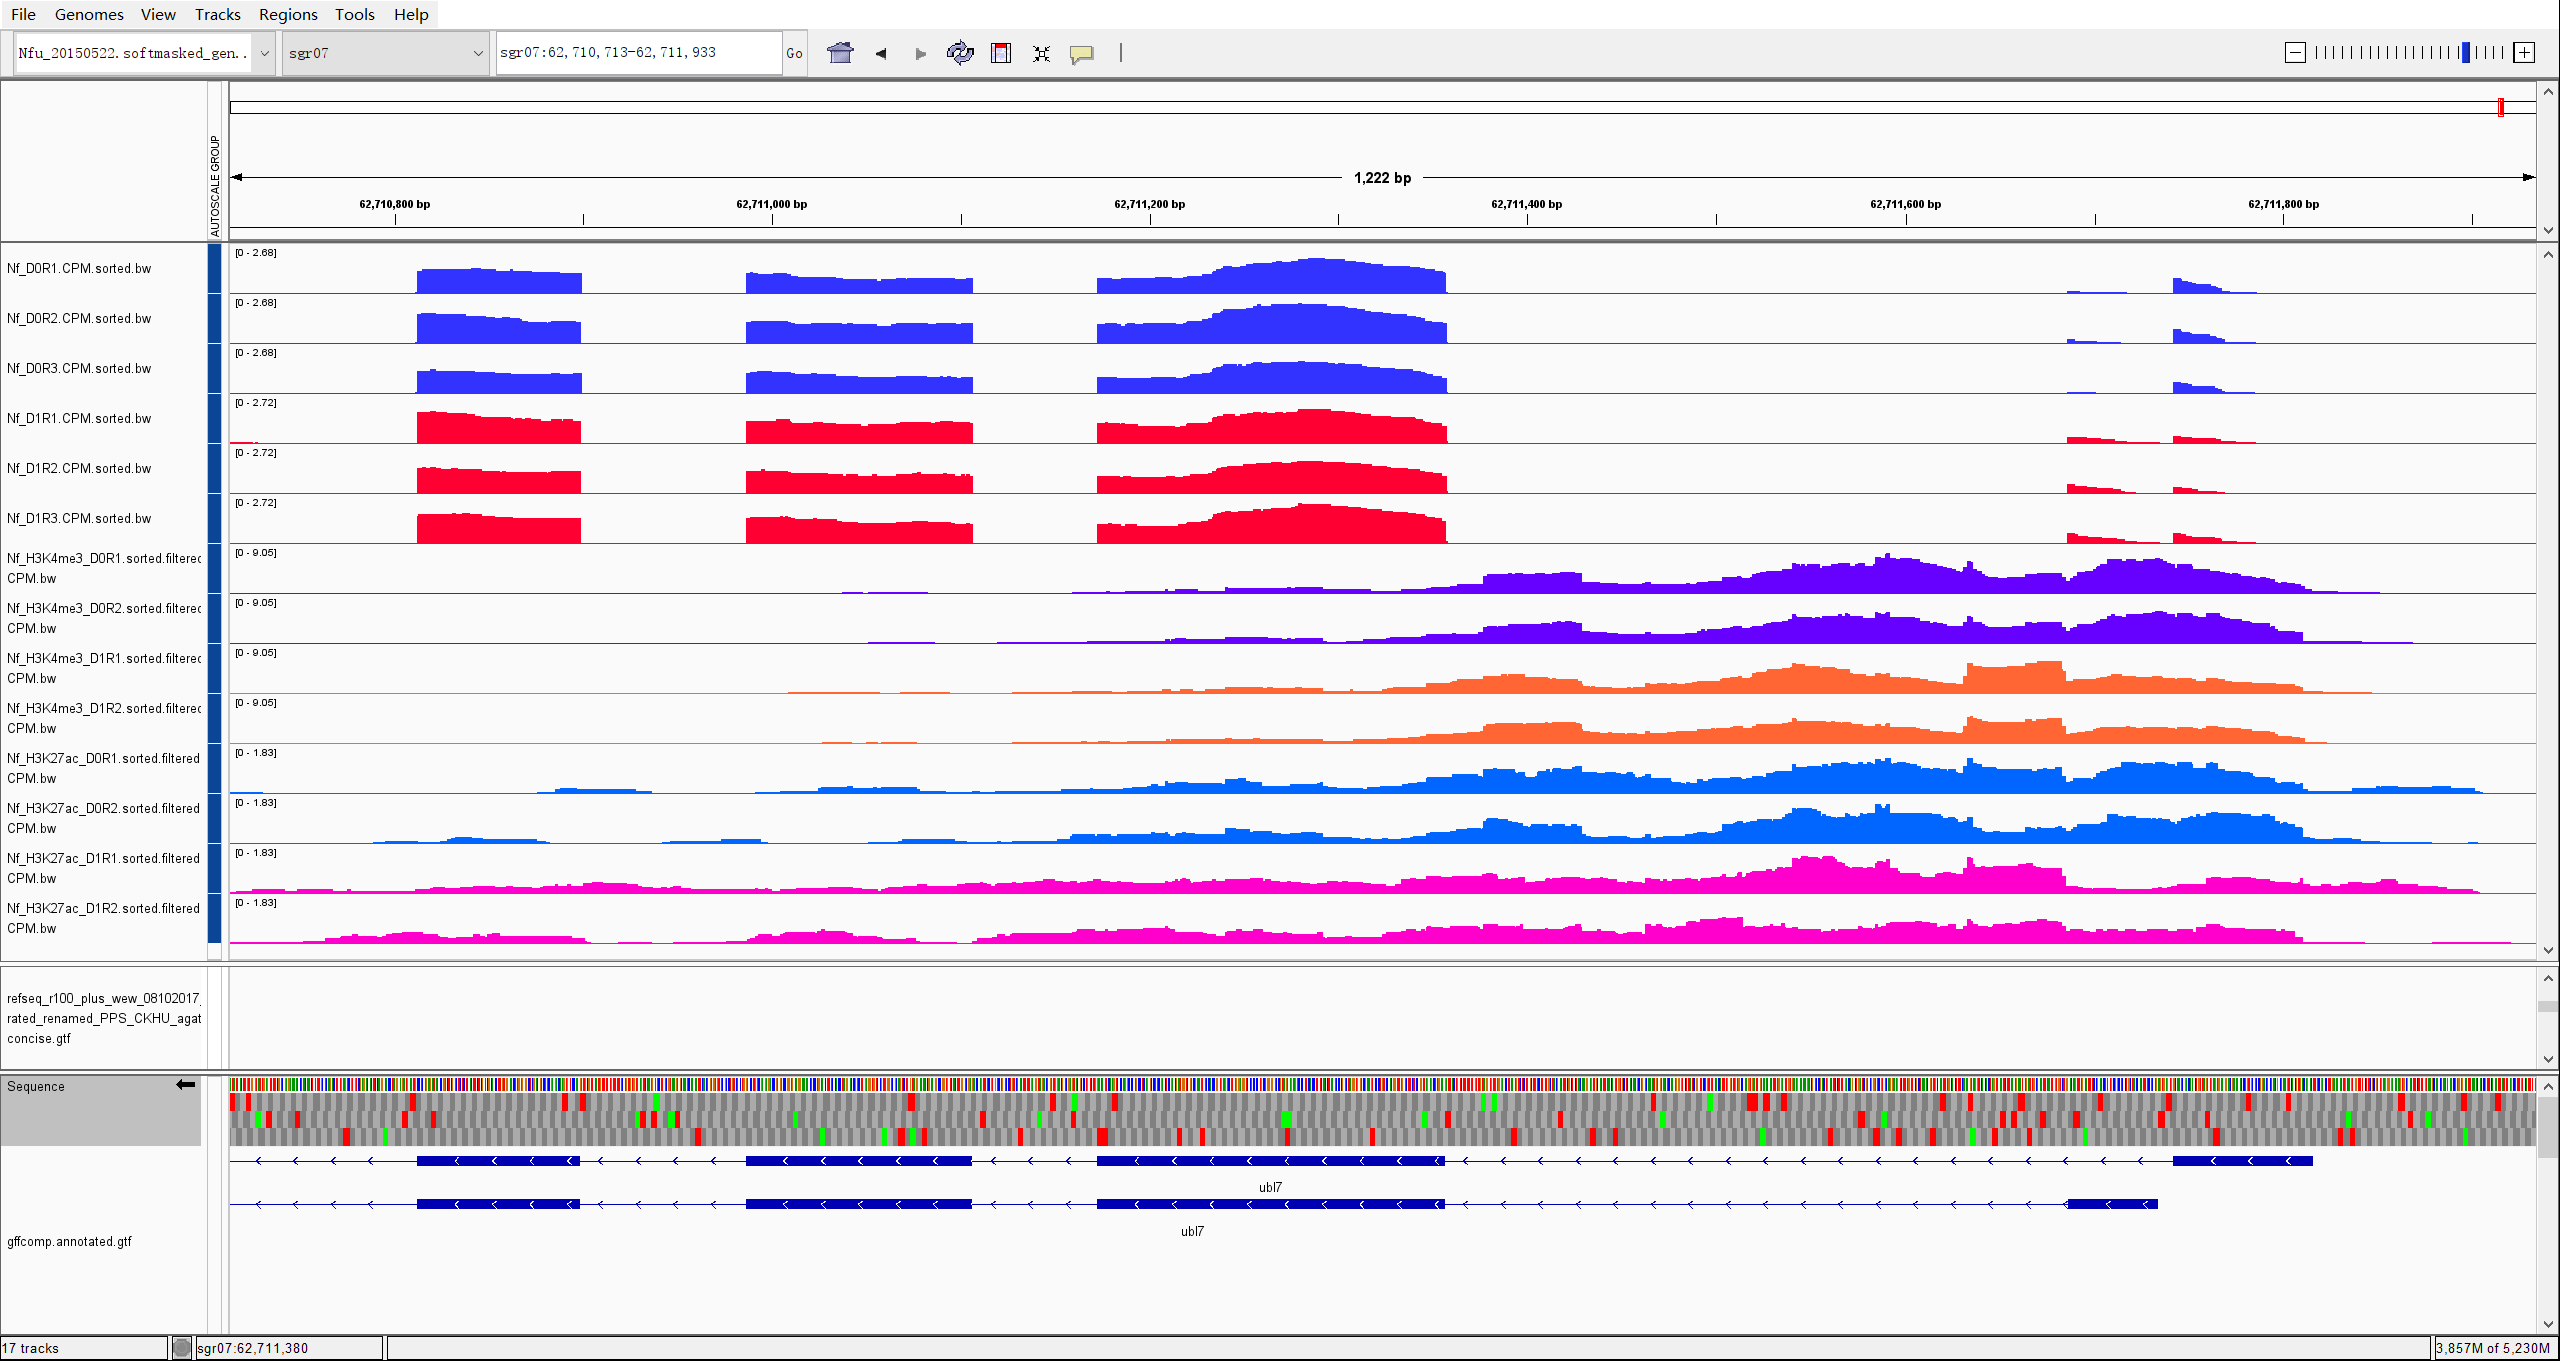 File Genomes View Tracks Regions Tools Help
Nfu_20150522.softmasked_gen.. sgr07 sgr07:62,710,713-62,711,933 Go
AUTOSCALE GROUP
1,222 bp
62,710,800 bp 62,711,000 bp 62,711,200 bp 62,711,400 bp 62,711,600 bp 62,711,800 bp
[0 - 2.68]
Nf_D0R1.CPM.sorted.bw
[0 - 2.68]
Nf_D0R2.CPM.sorted.bw
[0 - 2.68]
Nf_D0R3.CPM.sorted.bw
[0 - 2.72]
Nf_D1R1.CPM.sorted.bw
[0 - 2.72]
Nf_D1R2.CPM.sorted.bw
[0 - 2.72]
Nf_D1R3.CPM.sorted.bw
[0 - 9.05]
Nf_H3K4me3_D0R1.sorted.filtered
CPM.bw
[0 - 9.05]
Nf_H3K4me3_D0R2.sorted.filtered
CPM.bw
[0 - 9.05]
Nf_H3K4me3_D1R1.sorted.filtered
CPM.bw
[0 - 9.05]
Nf_H3K4me3_D1R2.sorted.filtered
CPM.bw
[0 - 1.83]
Nf_H3K27ac_D0R1.sorted.filtered
CPM.bw
[0 - 1.83]
Nf_H3K27ac_D0R2.sorted.filtered
CPM.bw
[0 - 1.83]
Nf_H3K27ac_D1R1.sorted.filtered
CPM.bw
[0 - 1.83]
Nf_H3K27ac_D1R2.sorted.filtered
CPM.bw
refseq_r100_plus_wew_08102017_
rated_renamed_PPS_CKHU_agat
concise.gtf
Sequence
ubl7
ubl7
gffcomp.annotated.gtf
17 tracks sgr07:62,711,380 3,857M of 5,230M